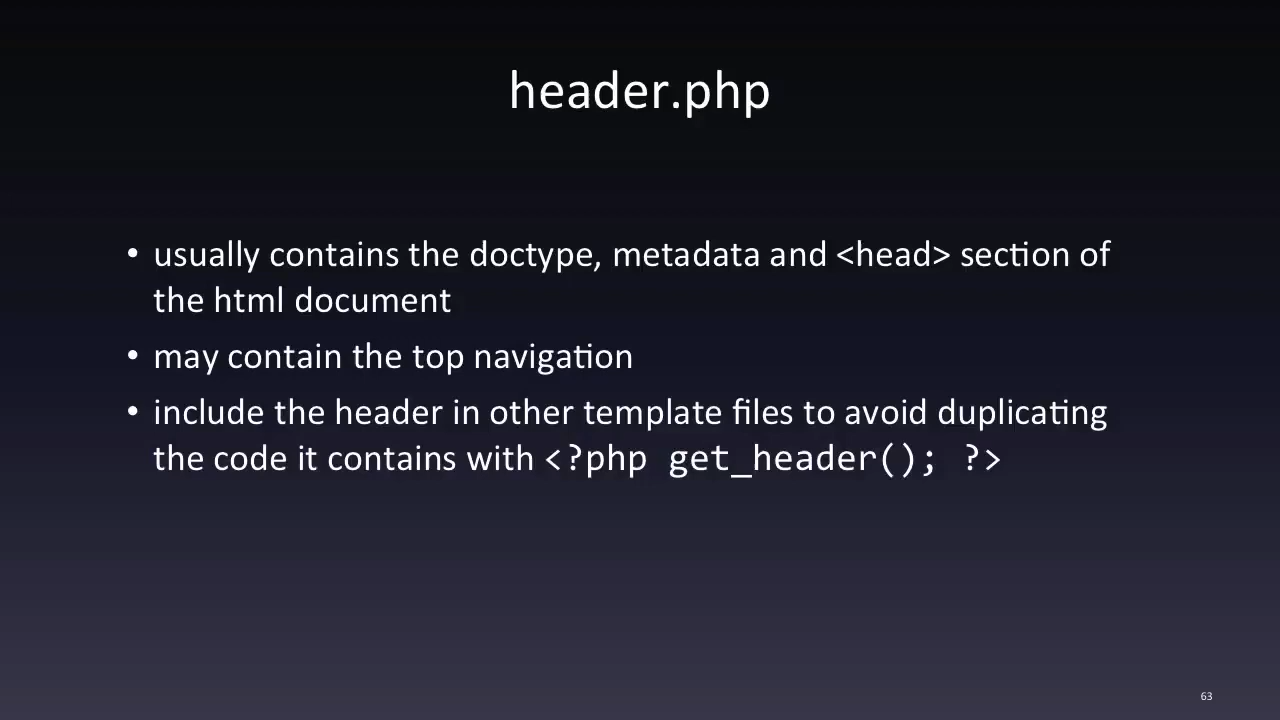 header.php
• usually contains the doctype, metadata and <head> section of
the html document
• may contain the top navigation
• include the header in other template files to avoid duplicating
the code it contains with <?php get_header(); ?>
63